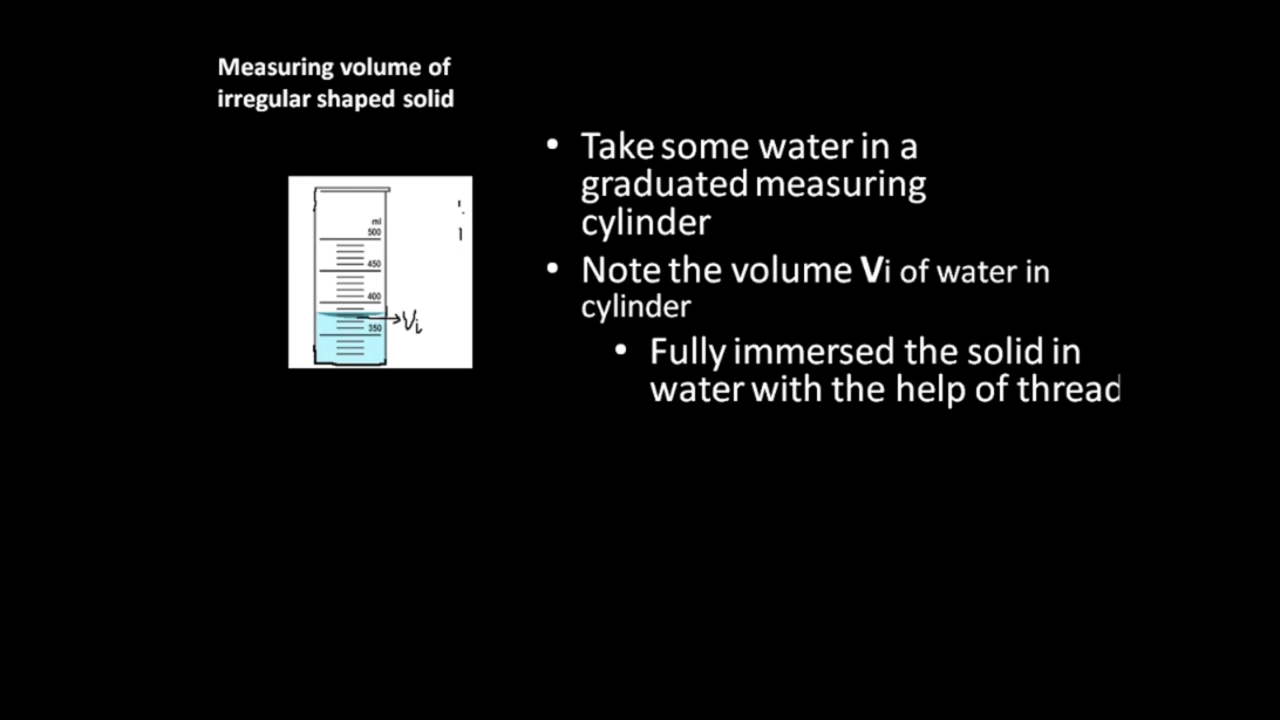 Measuring volume of
irregular shaped solid
• Take some water in a
graduated measuring
cylinder
• Note the volume Vi of water in
cylinder
• Fully immersed the solid in
water with the help of thread
ml
500
450
400
350
Vi